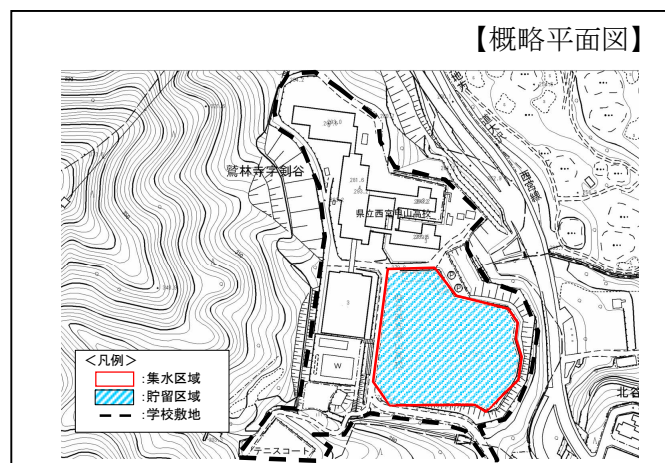 【概略平面図】
鷲林寺字剣谷
県立西宮甲山高校
西宮線
W
北谷
テニスコート
<凡例>
:集水区域
:貯留区域
:学校敷地